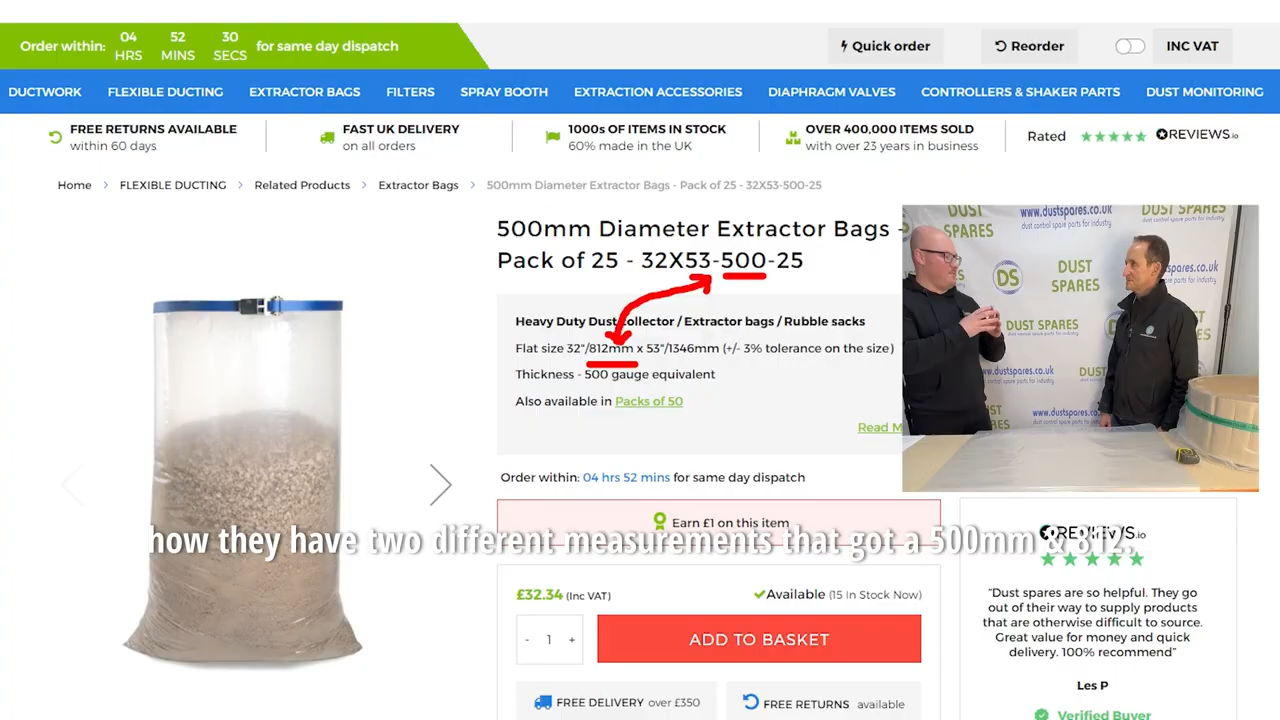 Order within: 04 52 30 for same day dispatch
HRS MINS SECS
Quick order
Reorder
INC VAT
DUCTWORK FLEXIBLE DUCTING EXTRACTOR BAGS FILTERS SPRAY BOOTH EXTRACTION ACCESSORIES DIAPHRAGM VALVES CONTROLLERS & SHAKER PARTS DUST MONITORING
FREE RETURNS AVAILABLE
within 60 days
FAST UK DELIVERY
on all orders
1000s OF ITEMS IN STOCK
60% made in the UK
OVER 400,000 ITEMS SOLD
with over 23 years in business
Rated REVIEWS.io
Home > FLEXIBLE DUCTING > Related Products > Extractor Bags > 500mm Diameter Extractor Bags - Pack of 25 - 32X53-500-25
500mm Diameter Extractor Bags -
Pack of 25 - 32X53-500-25
Heavy Duty Dust Collector / Extractor bags / Rubble sacks
Flat size 32"/812mm x 53"/1346mm (+/- 3% tolerance on the size)
Thickness - 500 gauge equivalent
Also available in Packs of 50
Read M
DUST
SPARES
www.dustspares.co.uk
dust control spare parts for industry
DUST SPARES
DS
DUST
SPARES
DUST SPARES
www.dustspares.co.uk
Order within: 04 hrs 52 mins for same day dispatch
Earn £1 on this item
how they have two different measurements that got a 500mm & 812.
£32.34 (Inc VAT)
Available (15 In Stock Now)
- 1 +
ADD TO BASKET
FREE DELIVERY over £350
FREE RETURNS available
REVIEWS.io
"Dust spares are so helpful. They go
out of their way to supply products
that are otherwise difficult to source.
Great value for money and quick
delivery. 100% recommend"
Les P
Verified Buyer